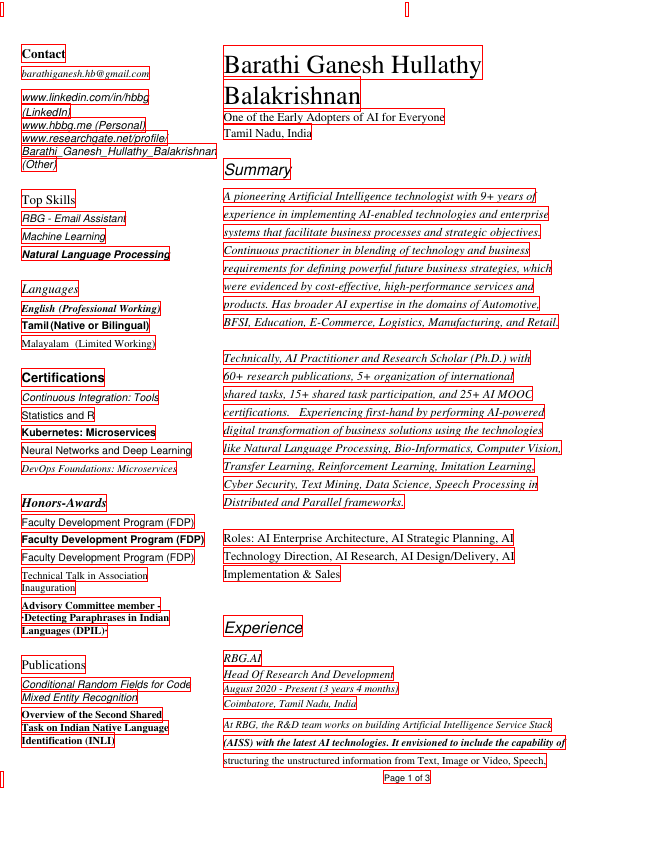 Contact
barathiganesh.hb@gmail.com
www.linkedin.com/in/hbbg
(LinkedIn)
www.hbbg.me (Personal)
www.researchgate.net/profile/
Barathi_Ganesh_Hullathy_Balakrishnan
(Other)
Top Skills
RBG - Email Assistant
Machine Learning
Natural Language Processing
Languages
English (Professional Working)
Tamil (Native or Bilingual)
Malayalam (Limited Working)
Certifications
Continuous Integration: Tools
Statistics and R
Kubernetes: Microservices
Neural Networks and Deep Learning
DevOps Foundations: Microservices
Honors-Awards
Faculty Development Program (FDP)
Faculty Development Program (FDP)
Faculty Development Program (FDP)
Technical Talk in Association
Inauguration
Advisory Committee member -
"Detecting Paraphrases in Indian
Languages (DPIL)"
Publications
Conditional Random Fields for Code
Mixed Entity Recognition
Overview of the Second Shared
Task on Indian Native Language
Identification (INLI)
Barathi Ganesh Hullathy
Balakrishnan
One of the Early Adopters of AI for Everyone
Tamil Nadu, India
Summary
A pioneering Artificial Intelligence technologist with 9+ years of
experience in implementing AI-enabled technologies and enterprise
systems that facilitate business processes and strategic objectives.
Continuous practitioner in blending of technology and business
requirements for defining powerful future business strategies, which
were evidenced by cost-effective, high-performance services and
products. Has broader AI expertise in the domains of Automotive,
BFSI, Education, E-Commerce, Logistics, Manufacturing, and Retail.
Technically, AI Practitioner and Research Scholar (Ph.D.) with
60+ research publications, 5+ organization of international
shared tasks, 15+ shared task participation, and 25+ AI MOOC
certifications. Experiencing first-hand by performing AI-powered
digital transformation of business solutions using the technologies
like Natural Language Processing, Bio-Informatics, Computer Vision,
Transfer Learning, Reinforcement Learning, Imitation Learning,
Cyber Security, Text Mining, Data Science, Speech Processing in
Distributed and Parallel frameworks.
Roles: AI Enterprise Architecture, AI Strategic Planning, AI
Technology Direction, AI Research, AI Design/Delivery, AI
Implementation & Sales
Experience
RBG.AI
Head Of Research And Development
August 2020 - Present (3 years 4 months)
Coimbatore, Tamil Nadu, India
At RBG, the R&D team works on building Artificial Intelligence Service Stack
(AISS) with the latest AI technologies. It envisioned to include the capability of
structuring the unstructured information from Text, Image or Video, Speech,
Page 1 of 3